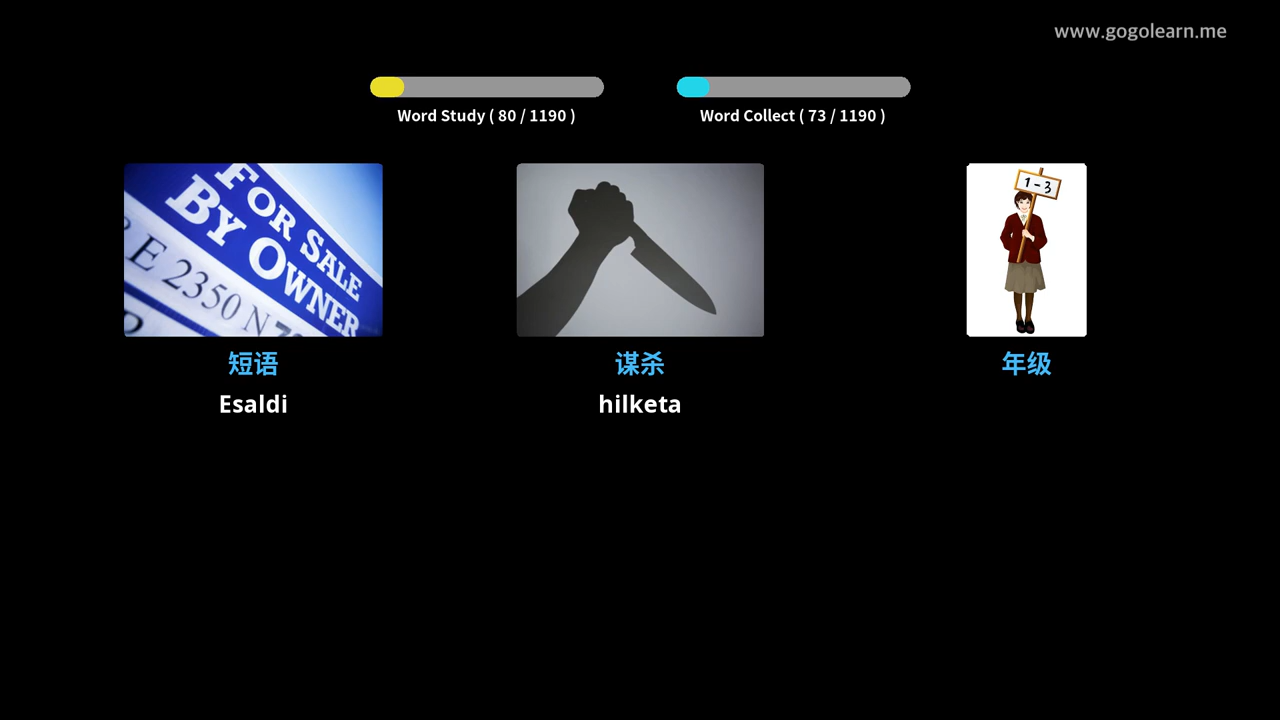 www.gogolearn.me
Word Study ( 80 / 1190 )
Word Collect ( 73 / 1190 )
FOR SALE
BY OWNER
E 2350 N
1 - 3
短语
谋杀
年级
Esaldi
hilketa